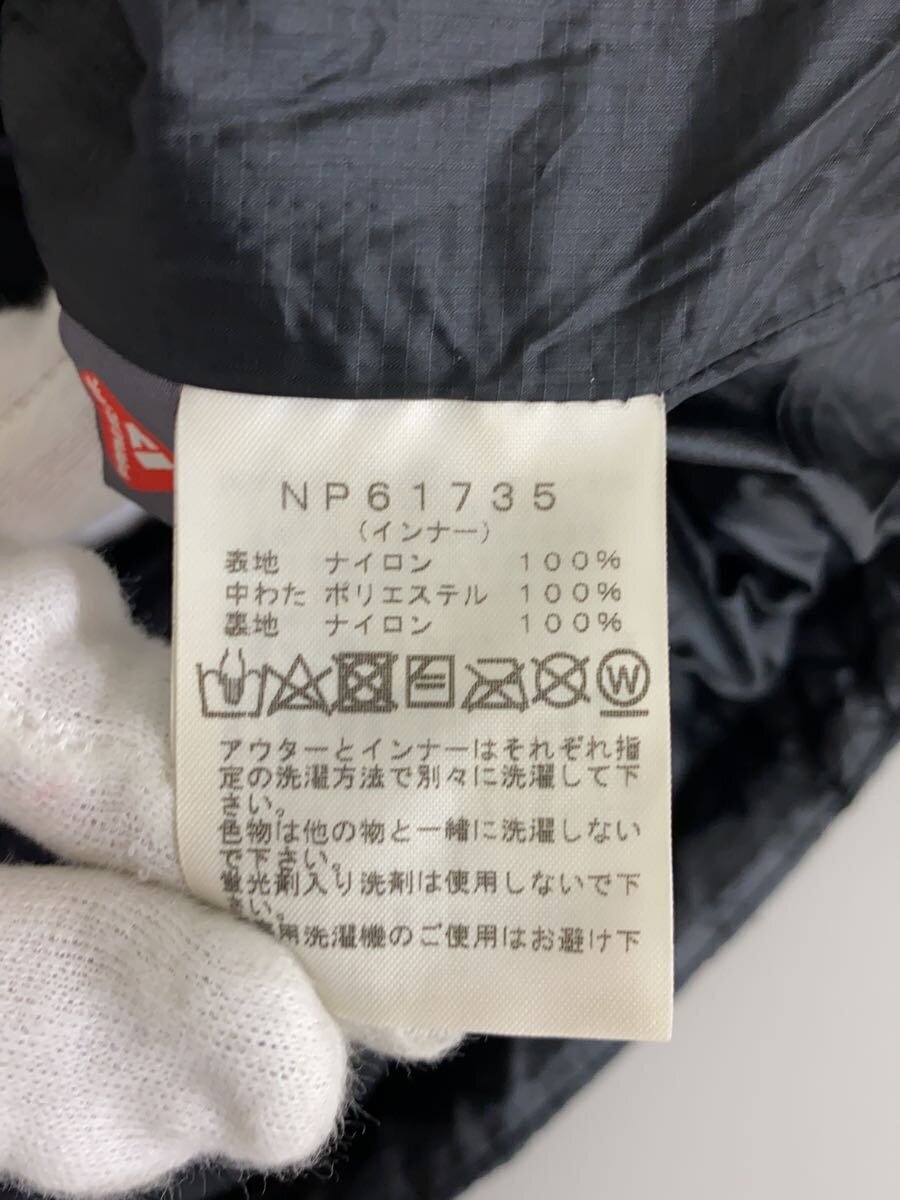 NP61735
(インナー)
表地 ナイロン 100%
中わた ポリエステル 100%
裏地 ナイロン 100%
W
アウターとインナーはそれぞれ指
定の洗濯方法で別々に洗濯して下
さい。
色物は他の物と一緒に洗濯しない
で下さい。
蛍光剤入り洗剤は使用しないで下
さい。
用洗濯機のご使用はお避け下